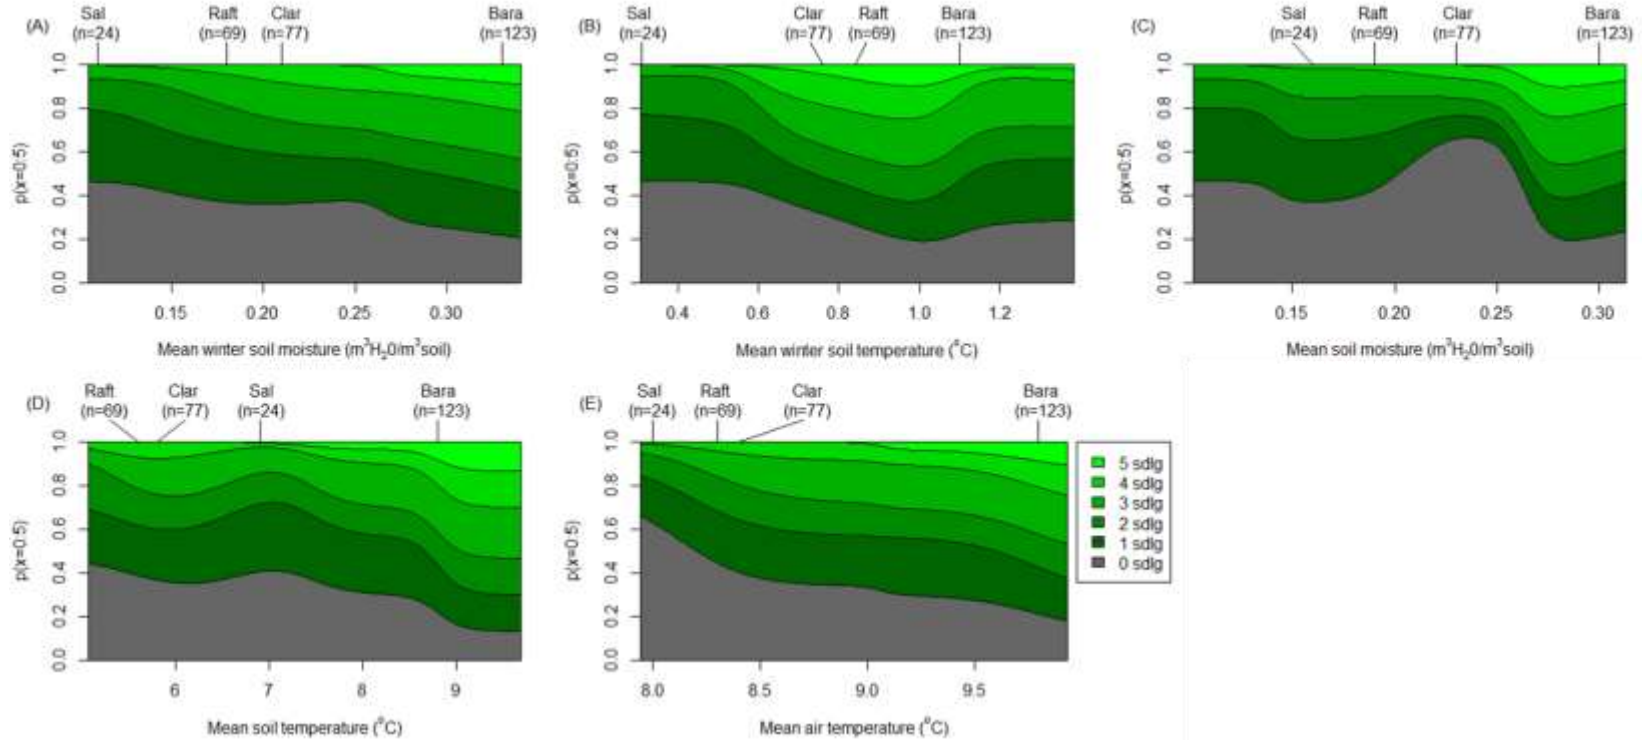 (A)
Sal Raft Clar Bara
(n=24) (n=69) (n=77) (n=123)
p(x=0:5)
0.0 0.2 0.4 0.6 0.8 1.0
0.15 0.20 0.25 0.30
Mean winter soil moisture (m³H₂0/m³soil)
(B)
Sal Clar Raft Bara
(n=24) (n=77) (n=69) (n=123)
p(x=0:5)
0.0 0.2 0.4 0.6 0.8 1.0
0.4 0.6 0.8 1.0 1.2
Mean winter soil temperature (°C)
(C)
Sal Raft Clar Bara
(n=24) (n=69) (n=77) (n=123)
p(x=0:5)
0.0 0.2 0.4 0.6 0.8 1.0
0.15 0.20 0.25 0.30
Mean soil moisture (m³H₂0/m³soil)
(D)
Raft Clar Sal Bara
(n=69) (n=77) (n=24) (n=123)
p(x=0:5)
0.0 0.2 0.4 0.6 0.8 1.0
6 7 8 9
Mean soil temperature (°C)
(E)
Sal Raft Clar Bara
(n=24) (n=69) (n=77) (n=123)
p(x=0:5)
0.0 0.2 0.4 0.6 0.8 1.0
8.0 8.5 9.0 9.5
Mean air temperature (°C)
5 sdlg
4 sdlg
3 sdlg
2 sdlg
1 sdlg
0 sdlg